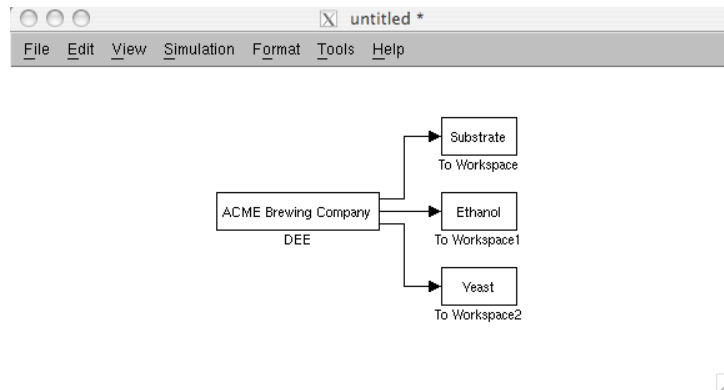 untitled *
File Edit View Simulation Format Tools Help
Substrate
To Workspace
ACME Brewing Company
DEE
Ethanol
To Workspace1
Yeast
To Workspace2